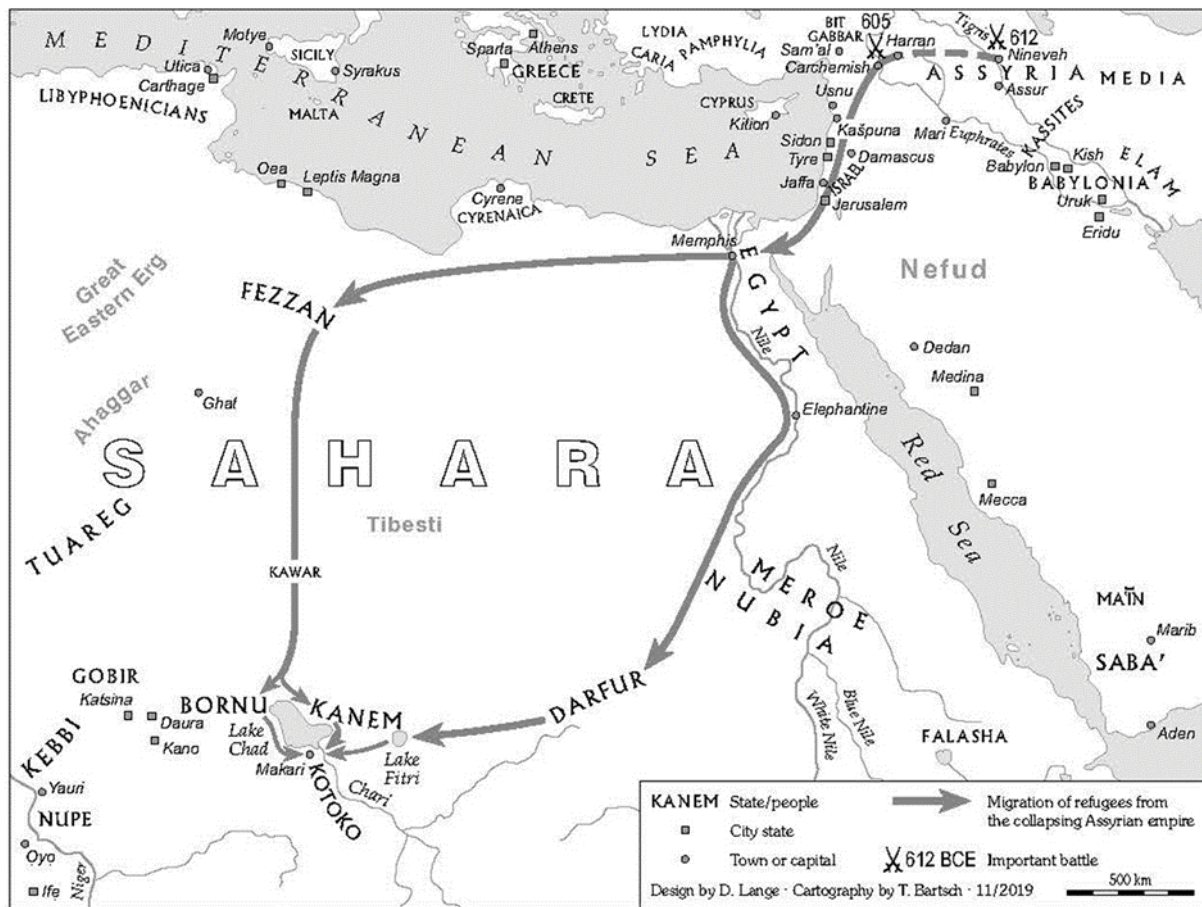 MEDITERRANEAN SEA
Motye
SICILY
Utica
Carthage
Syrakus
LIBYPHOENICIANS
MALTA
Sparta
Athens
GREECE
CRETE
LYDIA
CARIA
PAMPHYLIA
BIT
GABBAR
605
Sam'al
Harran
Carchemish
Tigris
612
Nineveh
ASSYRIA
MEDIA
Assur
CYPRUS
Kition
Usnu
Kašpuna
Sidon
Tyre
Damascus
Mari
Euphrates
KASSITES
Kish
Babylon
ELAM
BABYLONIA
Uruk
Eridu
Jaffa
ISRAEL
Jerusalem
Oea
Leptis Magna
Cyrene
CYRENAICA
Memphis
EGYPT
Nile
Nefud
Great
Eastern Erg
FEZZAN
Ahaggar
Ghat
Dedan
Medina
Elephantine
SAHARA
Red Sea
Mecca
TUAREG
Tibesti
KAWAR
Nile
MEROE
NUBIA
MA'ĪN
Marib
SABA'
GOBIR
Katsina
Daura
Kano
BORNU
KANEM
DARFUR
Lake
Chad
Lake
Fitri
Makari
KOTOKO
Chari
White Nile
Blue Nile
FALASHA
Aden
KEBBI
Yauri
NUPE
Oyo
Ife
Niger
KANEM State/people
City state
Town or capital
Migration of refugees from
the collapsing Assyrian empire
612 BCE Important battle
Design by D. Lange · Cartography by T. Bartsch · 11/2019
500 km